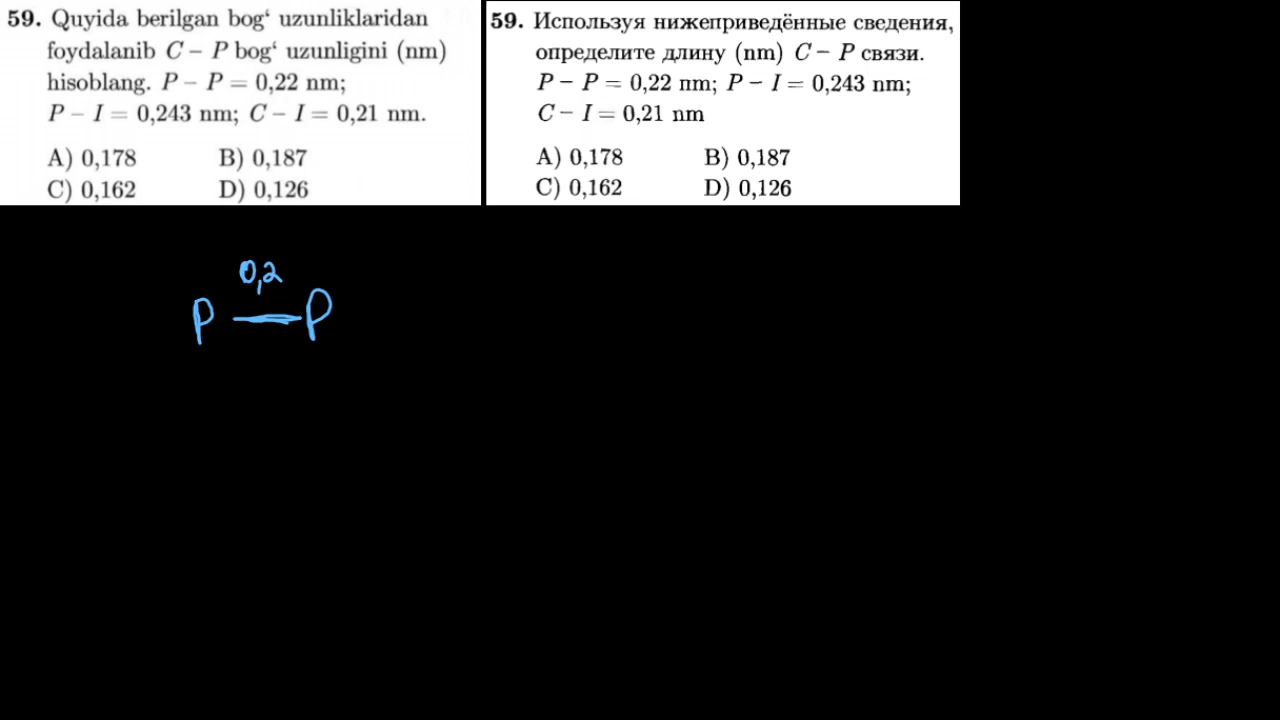 59. Quyida berilgan bog‘ uzunliklaridan
foydalanib C – P bog‘ uzunligini (nm)
hisoblang. P – P = 0,22 nm;
P – I = 0,243 nm; C – I = 0,21 nm.
A) 0,178 B) 0,187
C) 0,162 D) 0,126
59. Используя нижеприведённые сведения,
определите длину (nm) C – P связи.
P – P = 0,22 nm; P – I = 0,243 nm;
C – I = 0,21 nm
A) 0,178 B) 0,187
C) 0,162 D) 0,126
0,2
P — P